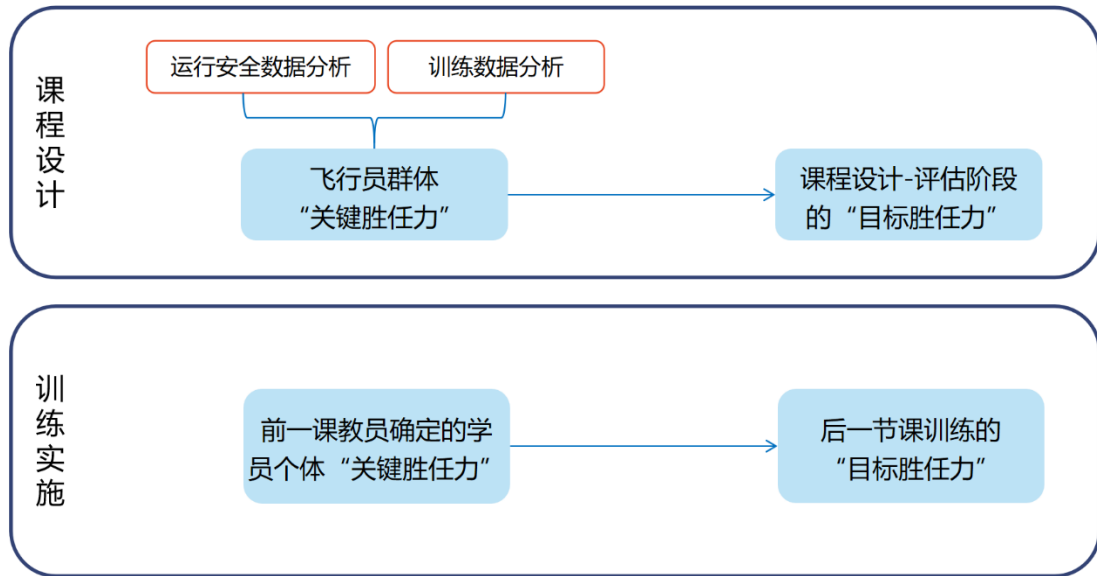 课程设计
运行安全数据分析
训练数据分析
飞行员群体
“关键胜任力”
课程设计-评估阶段
的“目标胜任力”
训练实施
前一课教员确定的学
员个体“关键胜任力”
后一节课训练的
“目标胜任力”